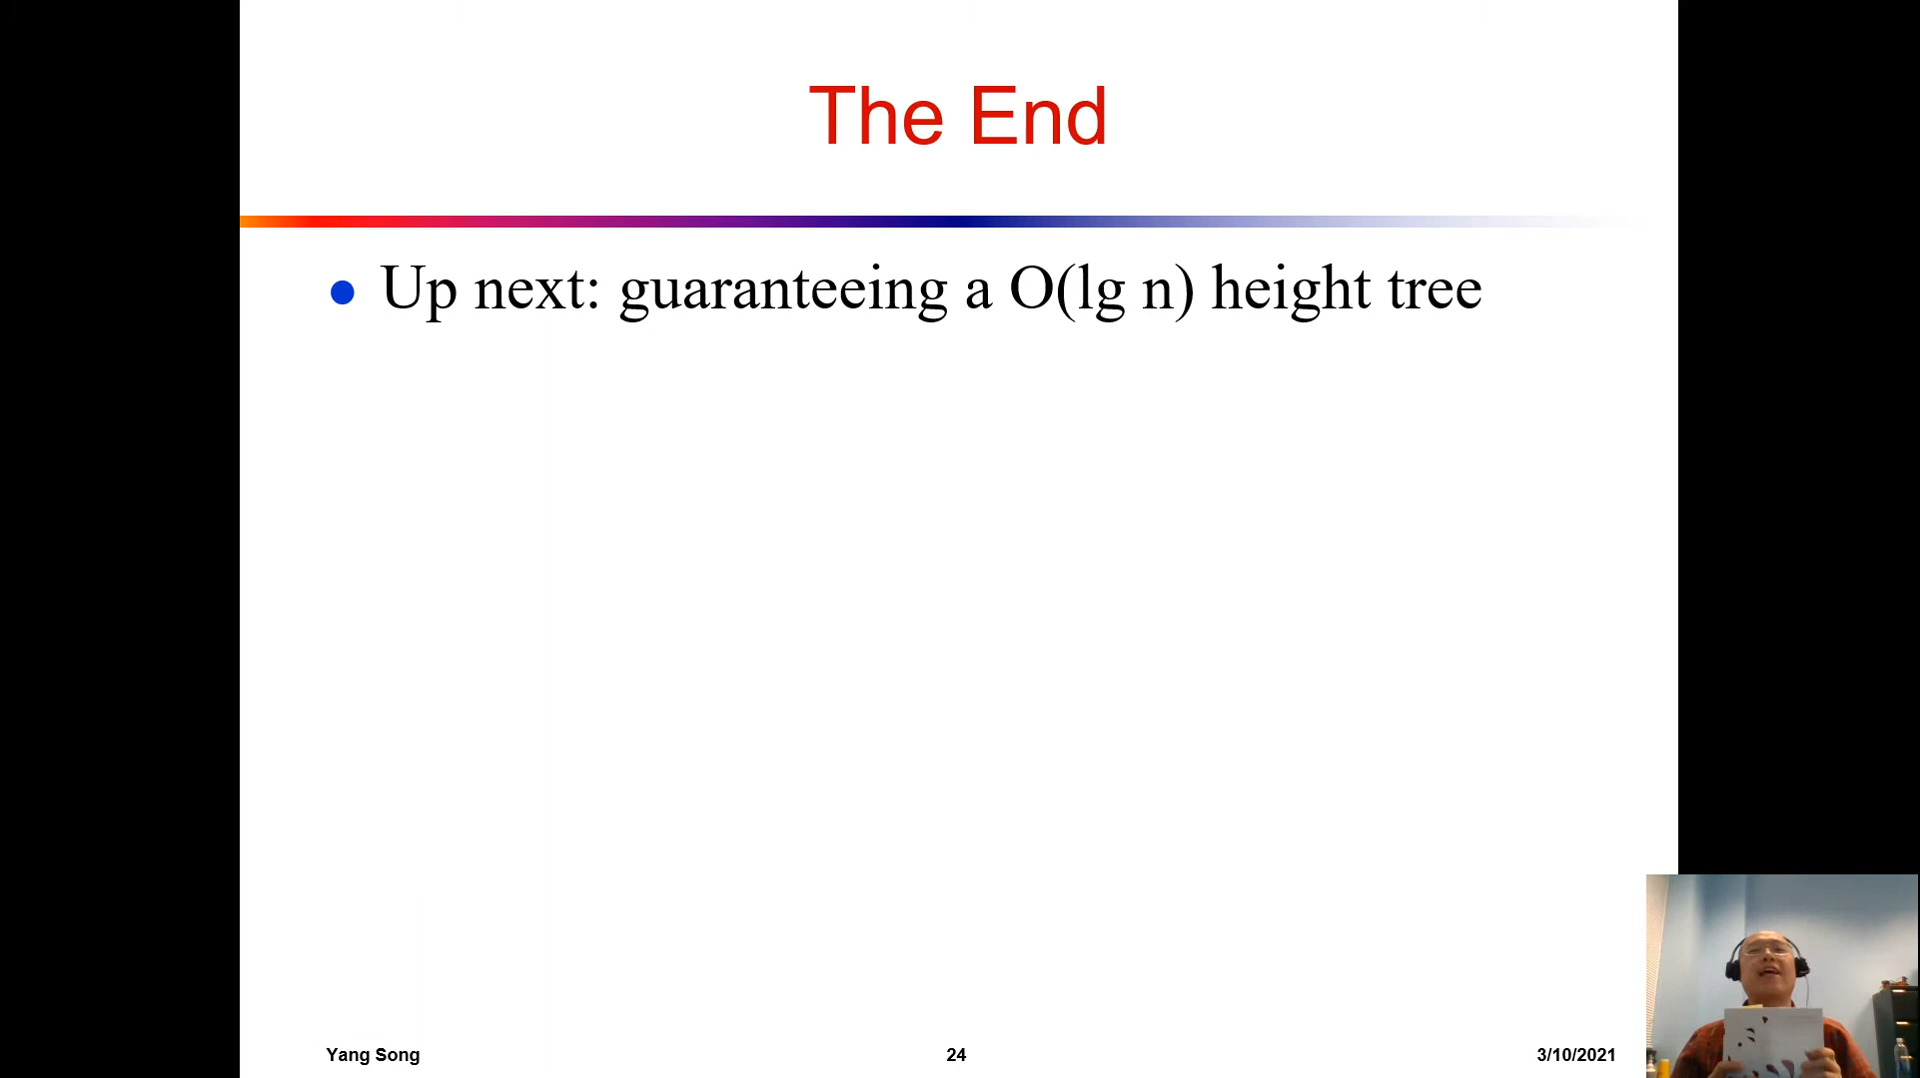 The End
Up next: guaranteeing a O(lg n) height tree
Yang Song
24
3/10/2021